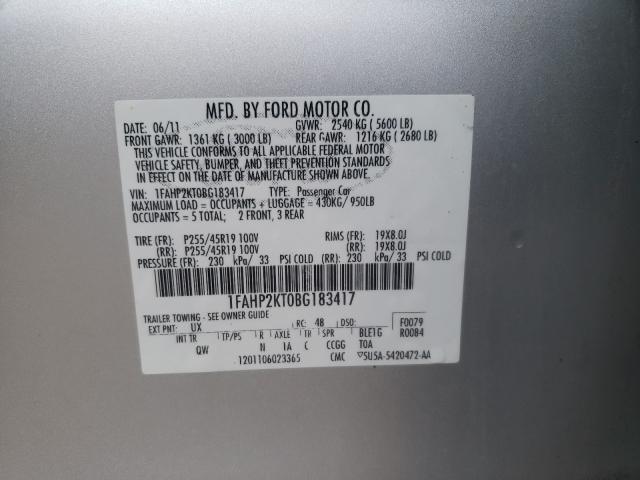 MFD. BY FORD MOTOR CO.
DATE: 06/11 GVWR: 2540 KG ( 5600 LB)
FRONT GAWR: 1361 KG ( 3000 LB) REAR GAWR: 1216 KG ( 2680 LB)
THIS VEHICLE CONFORMS TO ALL APPLICABLE FEDERAL MOTOR
VEHICLE SAFETY, BUMPER, AND THEFT PREVENTION STANDARDS
IN EFFECT ON THE DATE OF MANUFACTURE SHOWN ABOVE.
VIN: 1FAHP2KT0BG183417 TYPE: Passenger Car
MAXIMUM LOAD = OCCUPANTS + LUGGAGE = 430KG/ 950LB
OCCUPANTS = 5 TOTAL; 2 FRONT, 3 REAR
TIRE (FR): P255/45R19 100V RIMS (FR): 19X8.0J
(RR): P255/45R19 100V (RR): 19X8.0J
PRESSURE (FR): 230 kPa/ 33 PSI COLD (RR): 230 kPa/ 33 PSI COLD
1FAHP2KT0BG183417
TRAILER TOWING - SEE OWNER GUIDE
EXT PNT: UX RC: 48 DSO: F0079
INT TR TP/PS R AXLE TR SPR BLE1G R0084
QW N 1A C CCGG TOA
1201106023365 CMC 5U5A-5420472-AA